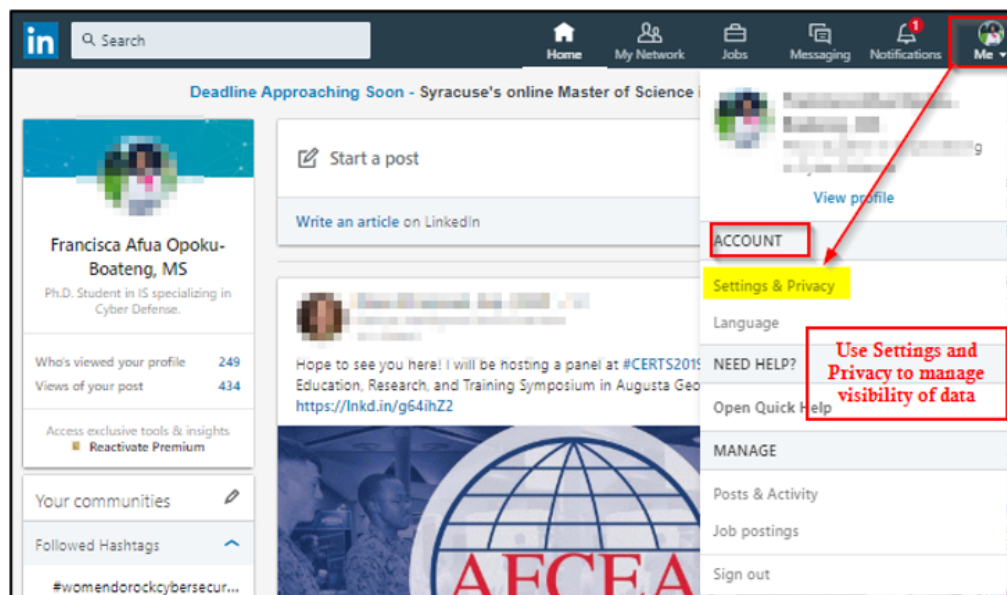 in
Search
Home
My Network
Jobs
Messaging
1
Notifications
Me
Deadline Approaching Soon - Syracuse's online Master of Science
Francisca Afua Opoku-
Boateng, MS
Ph.D. Student in IS specializing in
Cyber Defense.
Who's viewed your profile 249
Views of your post 434
Access exclusive tools & insights
Reactivate Premium
Your communities
Followed Hashtags
#womendorockcybersecur...
Start a post
Write an article on LinkedIn
Hope to see you here! I will be hosting a panel at #CERTS2019
Education, Research, and Training Symposium in Augusta Geo
https://lnkd.in/g64ihZ2
AFCEA
View profile
ACCOUNT
Settings & Privacy
Language
NEED HELP?
Open Quick Help
MANAGE
Posts & Activity
Job postings
Sign out
Use Settings and
Privacy to manage
visibility of data